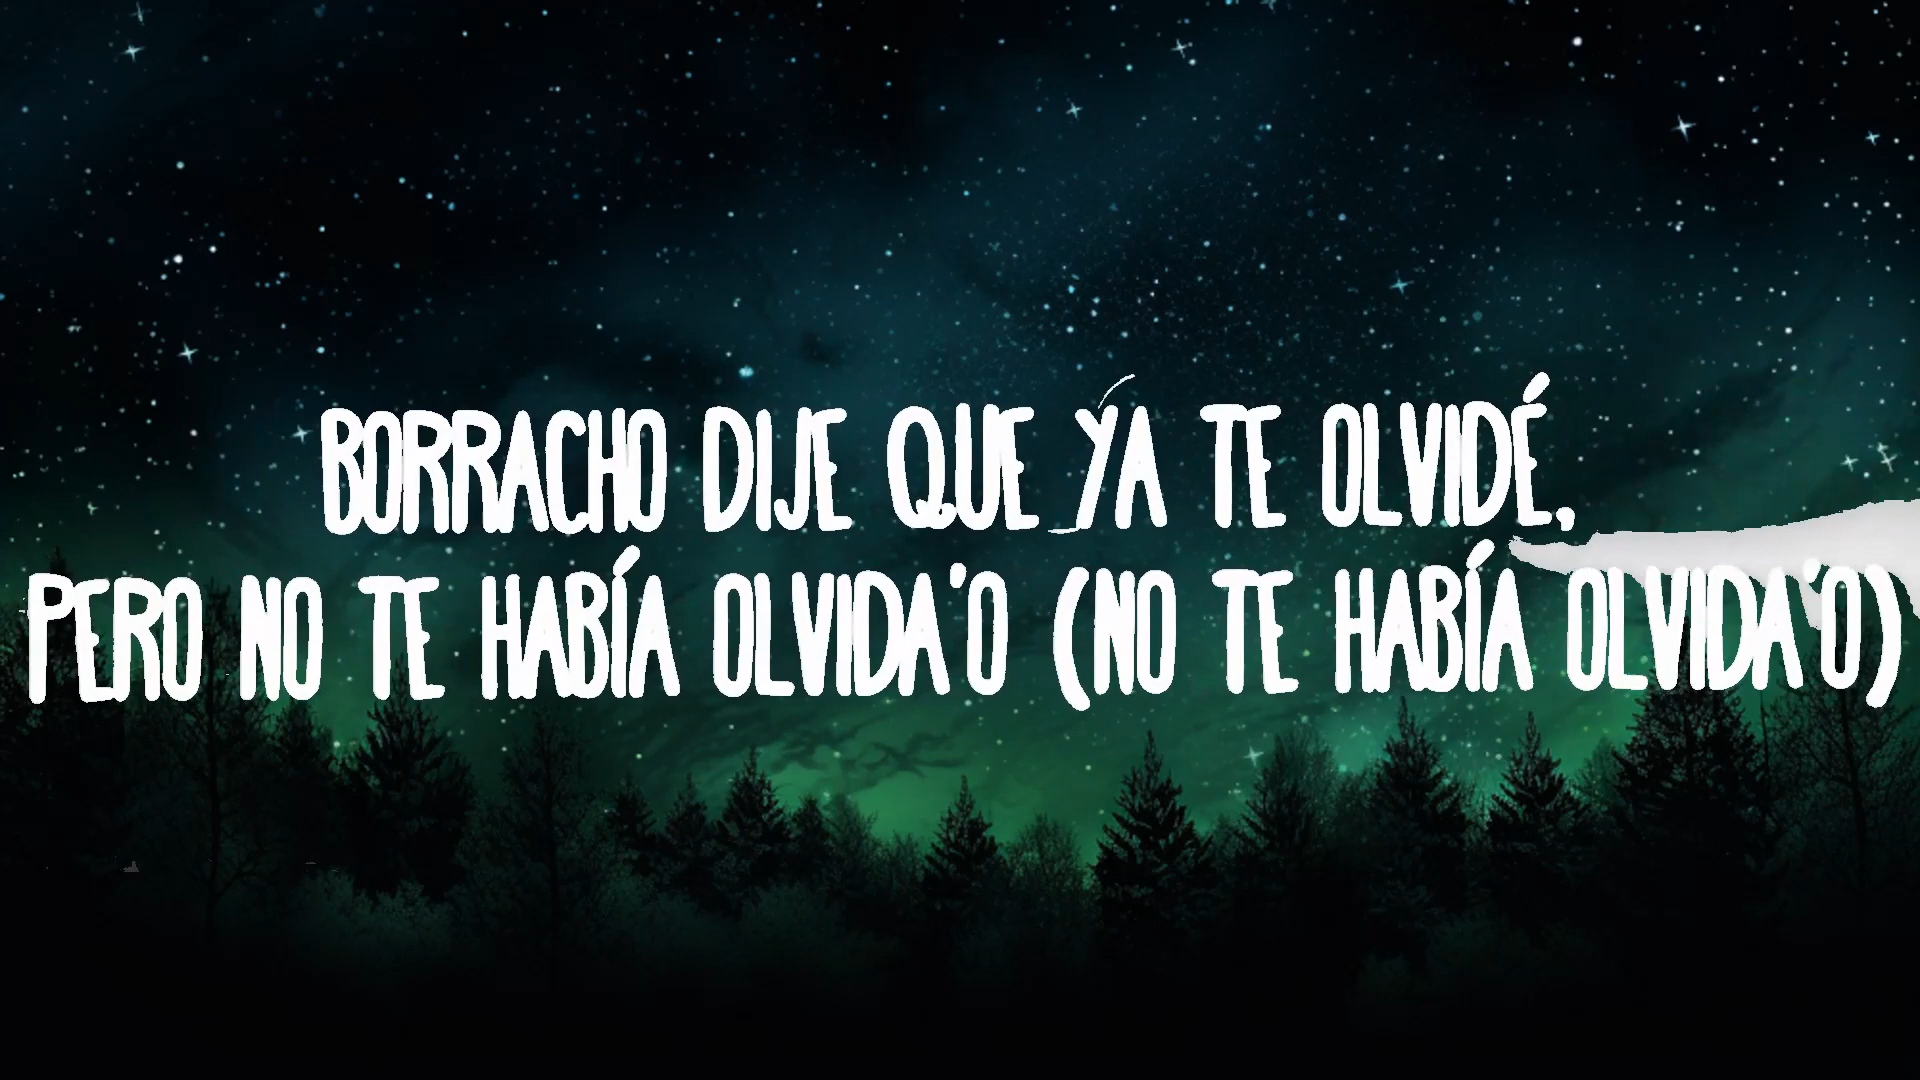 BORRACHO DIJE QUE YA TE OLVIDÉ,
PERO NO TE HABÍA OLVIDA'O (NO TE HABÍA OLVIDA'O)